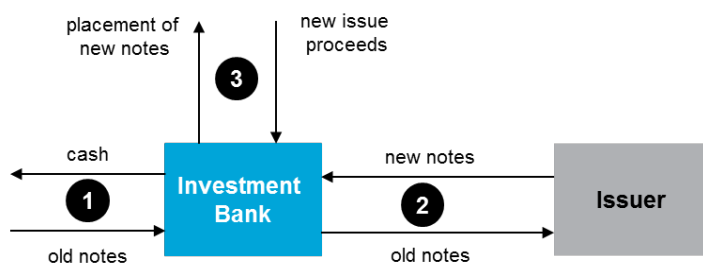 placement of
new notes
new issue
proceeds
3
cash
1
old notes
Investment
Bank
new notes
2
old notes
Issuer